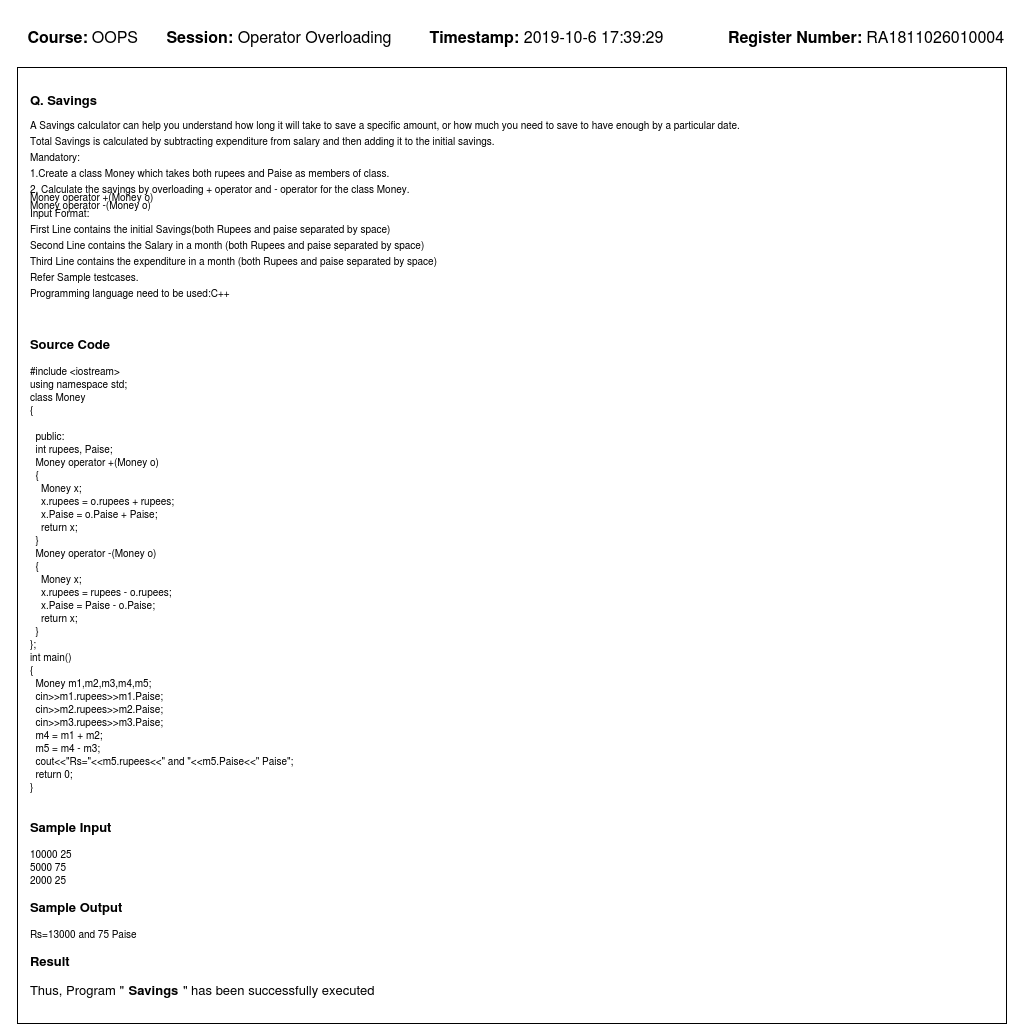 Course: OOPS Session: Operator Overloading Timestamp: 2019-10-6 17:39:29 Register Number: RA1811026010004
Q. Savings
A Savings calculator can help you understand how long it will take to save a specific amount, or how much you need to save to have enough by a particular date.
Total Savings is calculated by subtracting expenditure from salary and then adding it to the initial savings.
Mandatory:
1.Create a class Money which takes both rupees and Paise as members of class.
2. Calculate the savings by overloading + operator and - operator for the class Money.
Money operator +(Money o)
Money operator -(Money o)
Input Format:
First Line contains the initial Savings(both Rupees and paise separated by space)
Second Line contains the Salary in a month (both Rupees and paise separated by space)
Third Line contains the expenditure in a month (both Rupees and paise separated by space)
Refer Sample testcases.
Programming language need to be used:C++
Source Code
#include <iostream>
using namespace std;
class Money
{
public:
int rupees, Paise;
Money operator +(Money o)
{
Money x;
x.rupees = o.rupees + rupees;
x.Paise = o.Paise + Paise;
return x;
}
Money operator -(Money o)
{
Money x;
x.rupees = rupees - o.rupees;
x.Paise = Paise - o.Paise;
return x;
}
};
int main()
{
Money m1,m2,m3,m4,m5;
cin>>m1.rupees>>m1.Paise;
cin>>m2.rupees>>m2.Paise;
cin>>m3.rupees>>m3.Paise;
m4 = m1 + m2;
m5 = m4 - m3;
cout<<"Rs="<<m5.rupees<<" and "<<m5.Paise<<" Paise";
return 0;
}
Sample Input
10000 25
5000 75
2000 25
Sample Output
Rs=13000 and 75 Paise
Result
Thus, Program " Savings " has been successfully executed